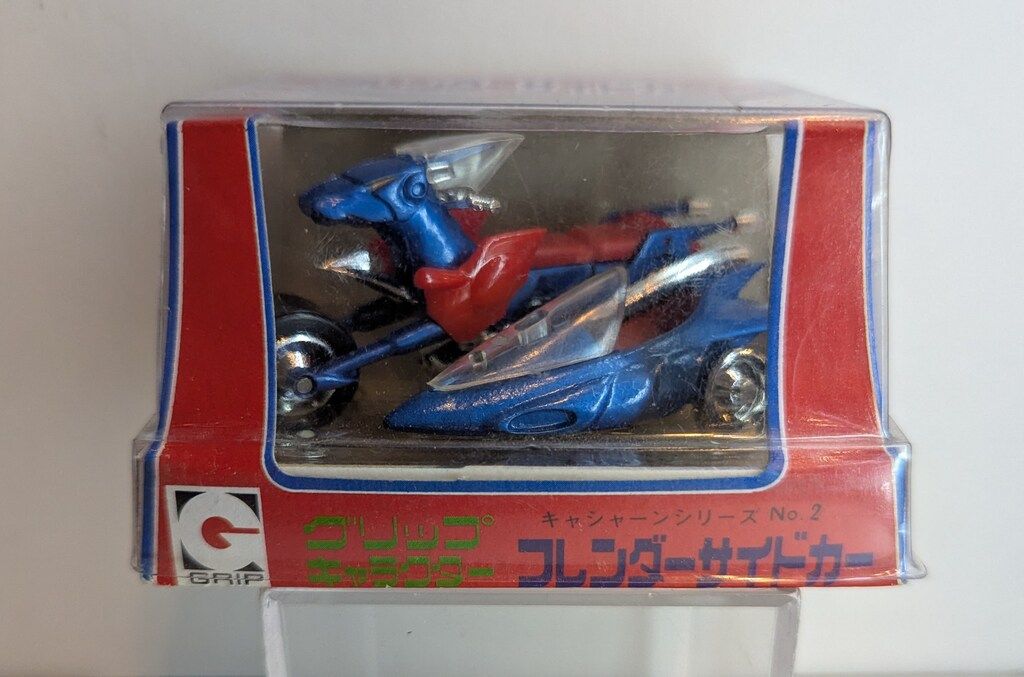 GRIP
グリップ
キャラクター
キャシャーンシリーズ No.2
フレンダーサイドカー